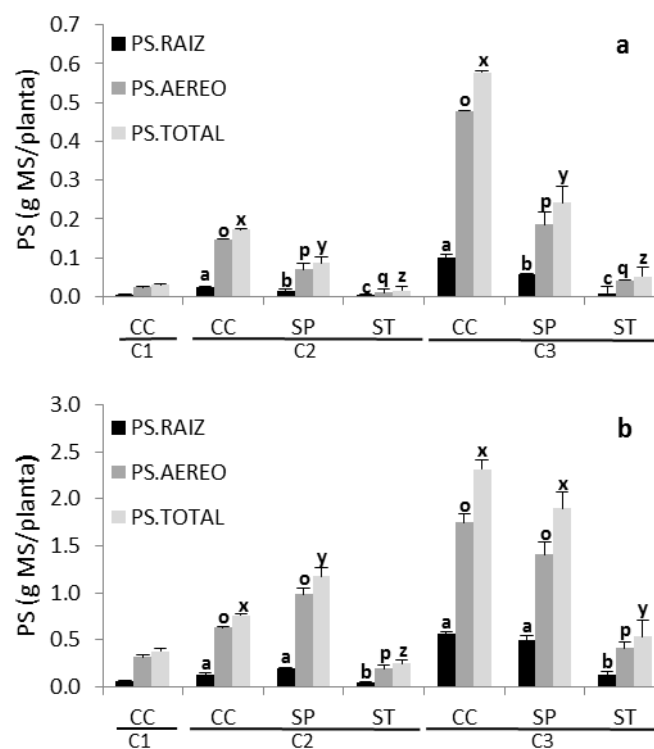 a
PS.RAIZ
PS.AEREO
PS.TOTAL
PS (g MS/planta)
0.7
0.6
0.5
0.4
0.3
0.2
0.1
0.0
a o x b p y c q z a o x b p y c q z
CC CC SP ST CC SP ST
C1 C2 C3
b
PS.RAIZ
PS.AEREO
PS.TOTAL
PS (g MS/planta)
3.0
2.5
2.0
1.5
1.0
0.5
0.0
a o x a o y b p z a o x a o x b p y
CC CC SP ST CC SP ST
C1 C2 C3